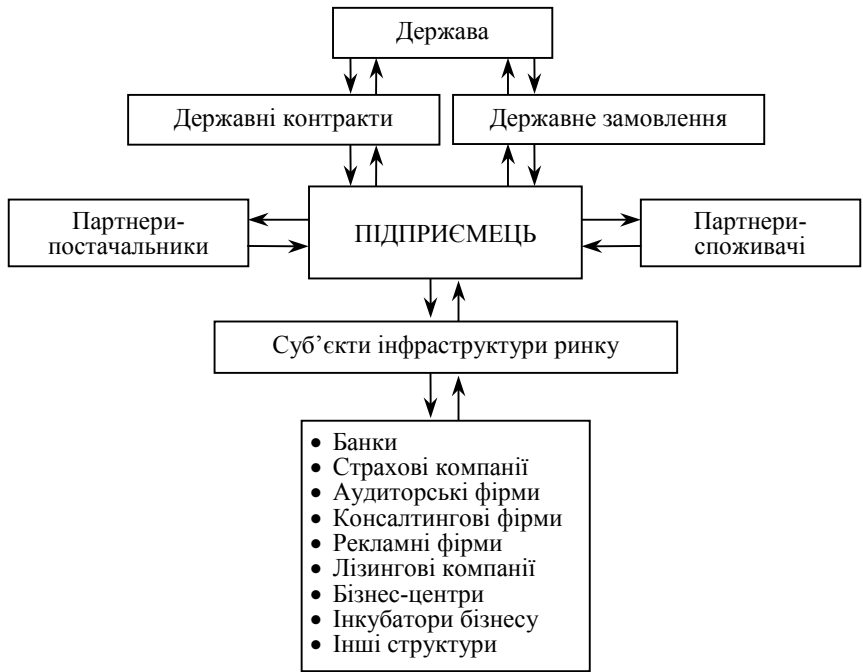 Держава
Державні контракти
Державне замовлення
Партнери-
постачальники
ПІДПРИЄМЕЦЬ
Партнери-
споживачі
Суб’єкти інфраструктури ринку
• Банки
• Страхові компанії
• Аудиторські фірми
• Консалтингові фірми
• Рекламні фірми
• Лізингові компанії
• Бізнес-центри
• Інкубатори бізнесу
• Інші структури